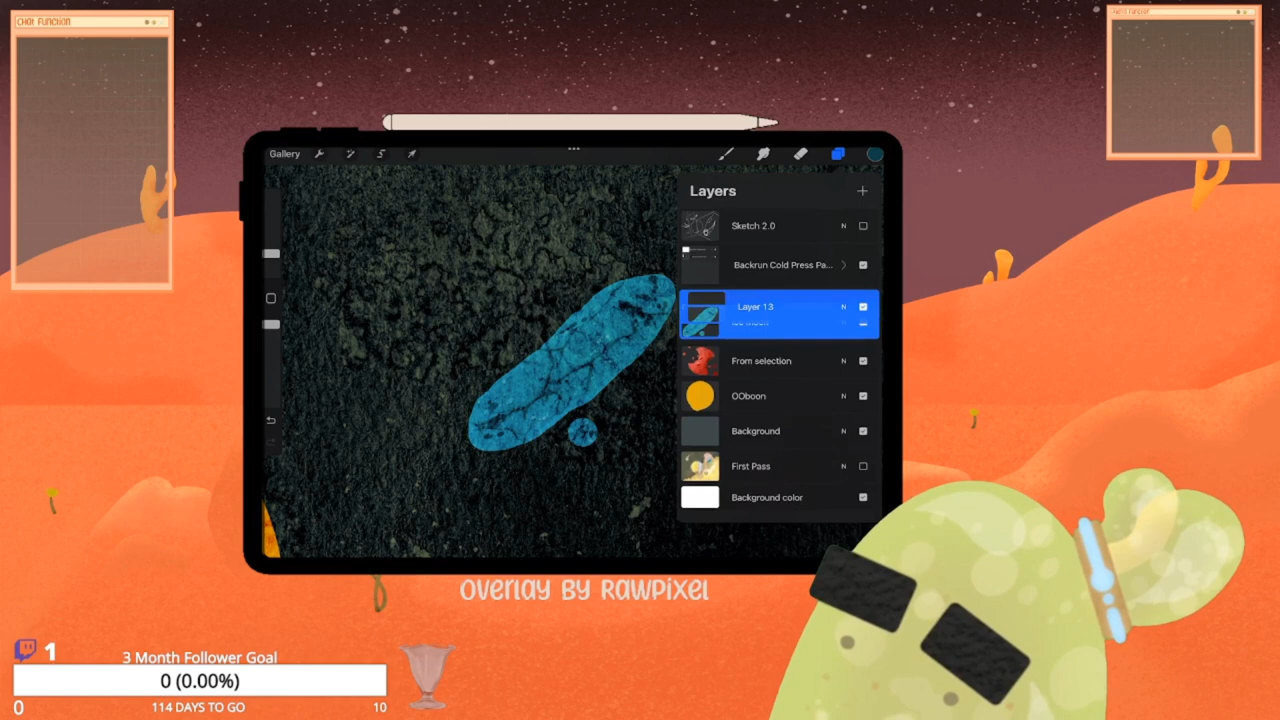 Chat Function
Gallery
Layers
Sketch 2.0
N
Backrun Cold Press Pa...
Layer 13
N
From selection
N
OOboon
N
Background
N
First Pass
N
Background color
Overlay by Rawpixel
1
3 Month Follower Goal
0 (0.00%)
0
114 DAYS TO GO
10